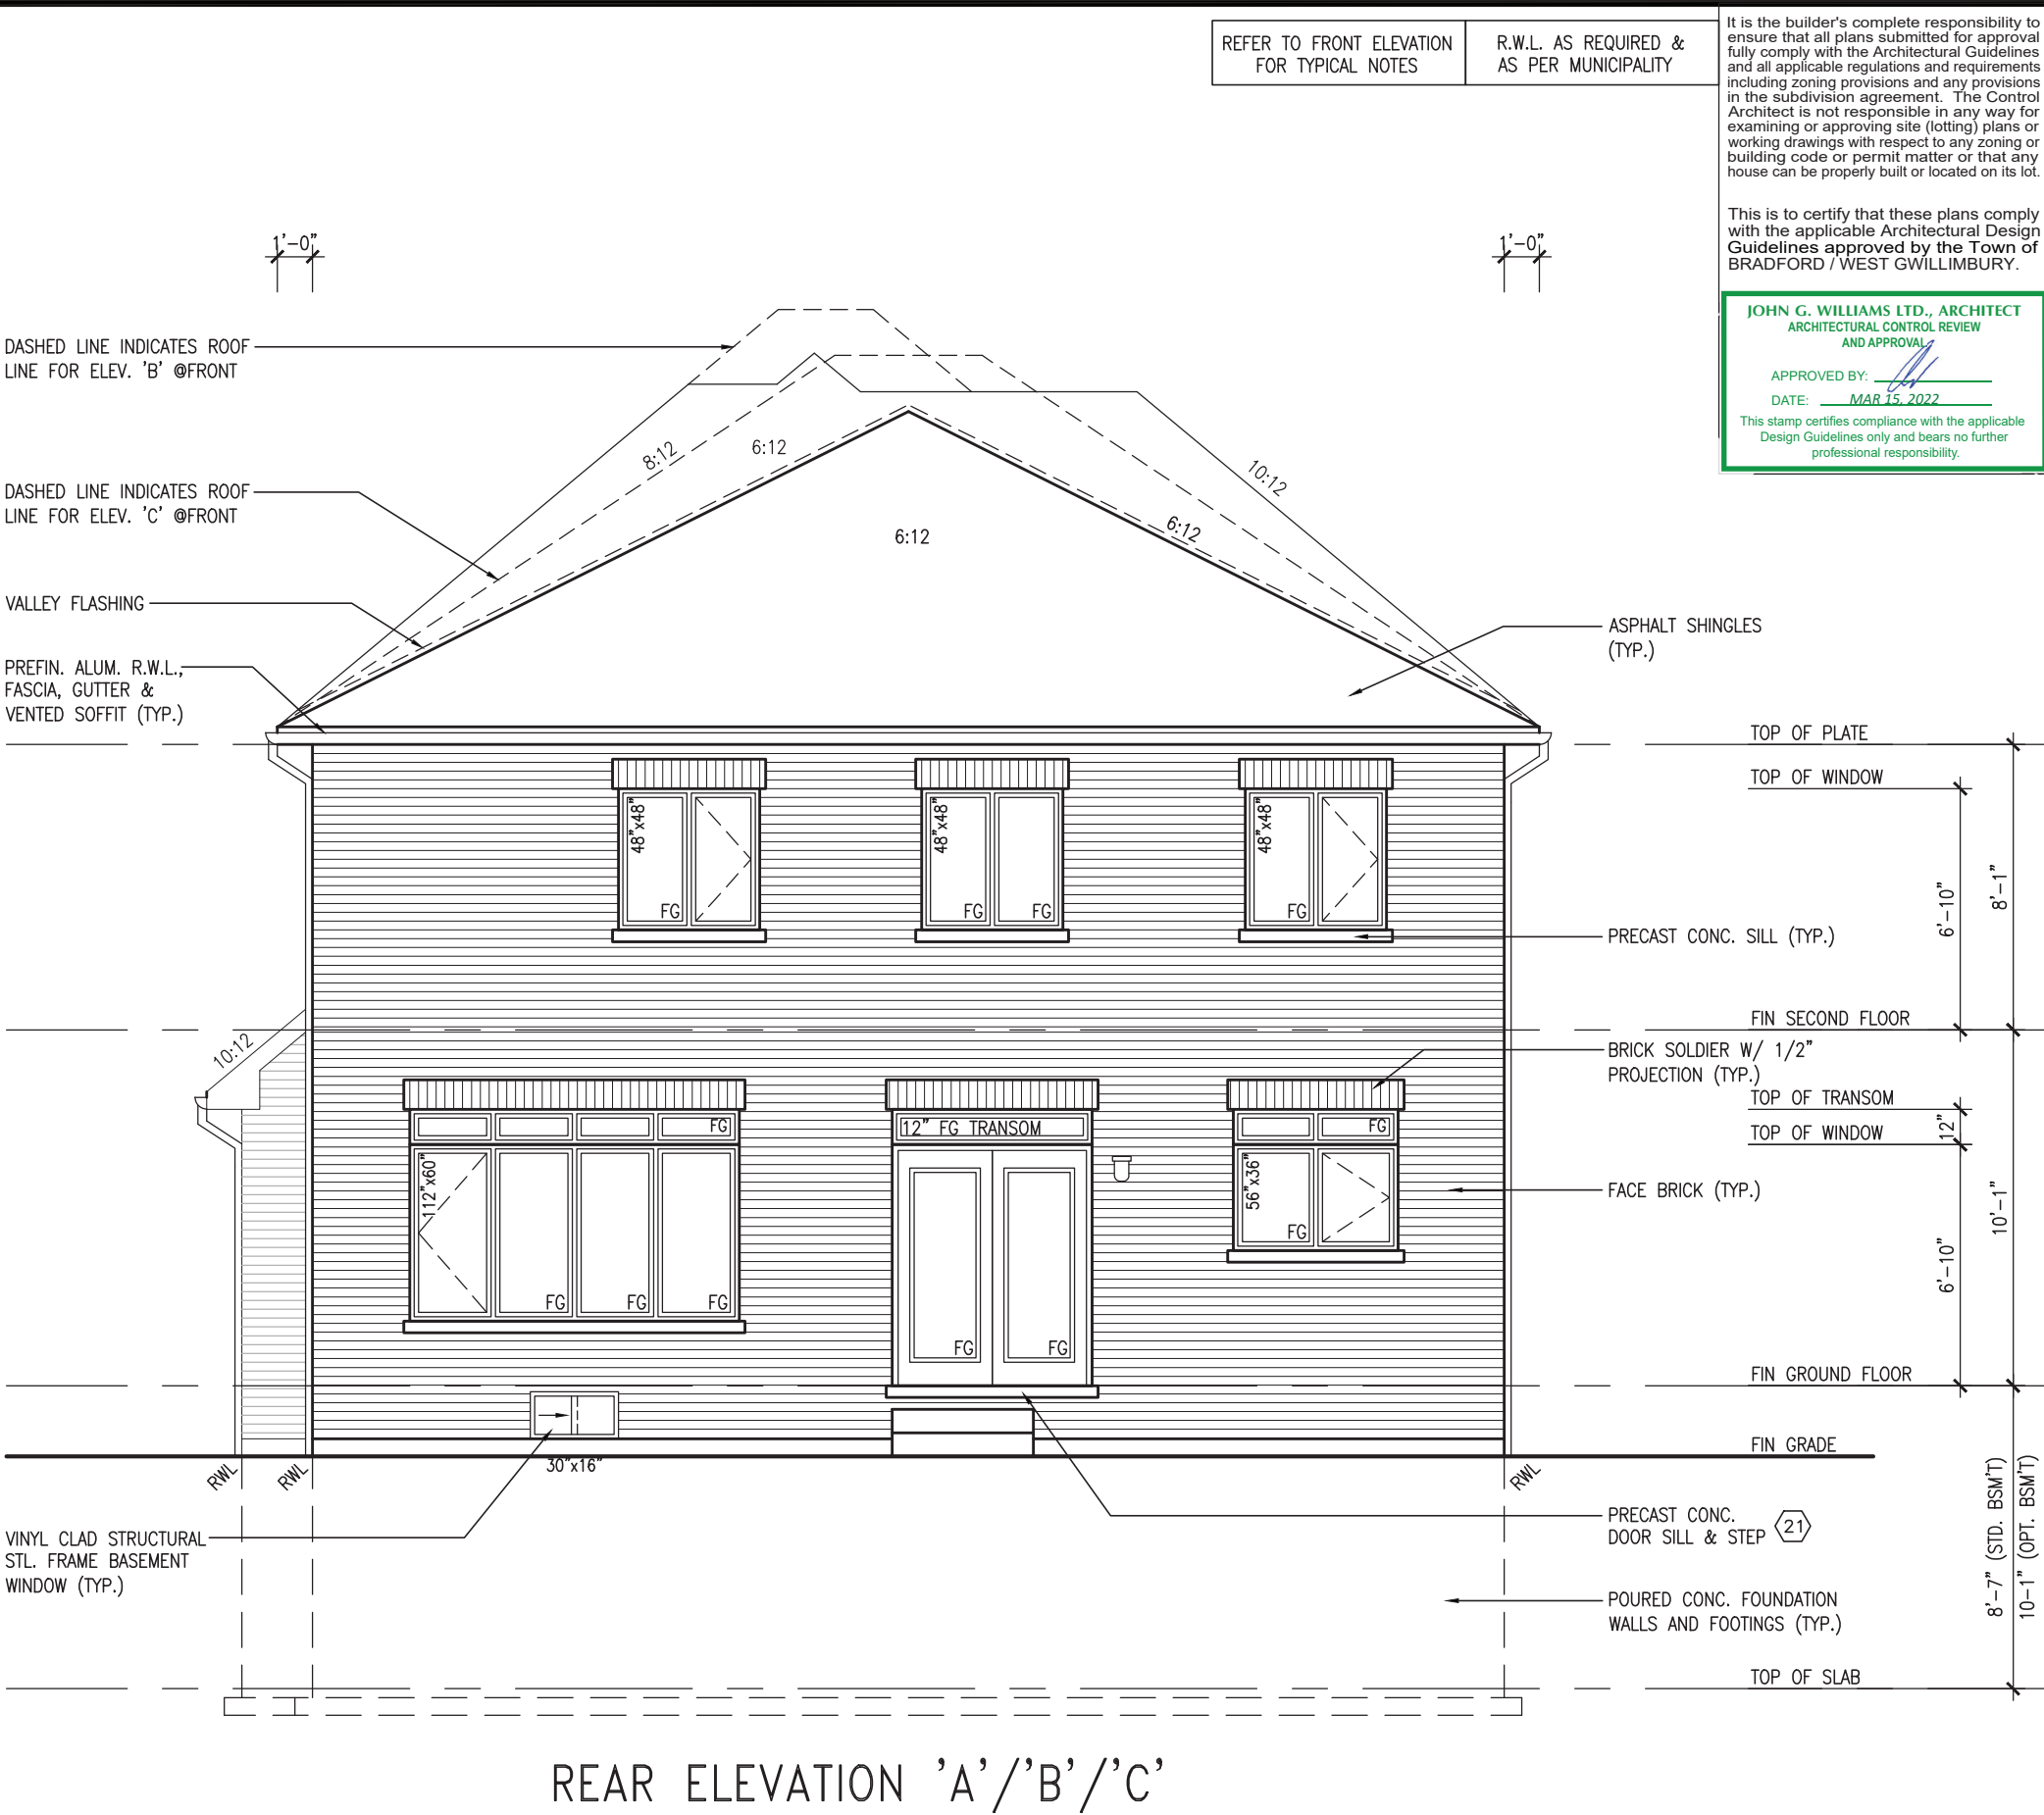 REFER TO FRONT ELEVATION
FOR TYPICAL NOTES
R.W.L. AS REQUIRED &
AS PER MUNICIPALITY
It is the builder's complete responsibility to
ensure that all plans submitted for approval
fully comply with the Architectural Guidelines
and all applicable regulations and requirements
including zoning provisions and any provisions
in the subdivision agreement. The Control
Architect is not responsible in any way for
examining or approving site (lotting) plans or
working drawings with respect to any zoning or
building code or permit matter or that any
house can be properly built or located on its lot.
This is to certify that these plans comply
with the applicable Architectural Design
Guidelines approved by the Town of
BRADFORD / WEST GWILLIMBURY.
JOHN G. WILLIAMS LTD., ARCHITECT
ARCHITECTURAL CONTROL REVIEW
AND APPROVAL
APPROVED BY:
DATE: MAR 15, 2022
This stamp certifies compliance with the applicable
Design Guidelines only and bears no further
professional responsibility.
1'-0"
1'-0"
DASHED LINE INDICATES ROOF
LINE FOR ELEV. 'B' @FRONT
DASHED LINE INDICATES ROOF
LINE FOR ELEV. 'C' @FRONT
VALLEY FLASHING
PREFIN. ALUM. R.W.L.,
FASCIA, GUTTER &
VENTED SOFFIT (TYP.)
8:12
6:12
10:12
6:12
6:12
ASPHALT SHINGLES
(TYP.)
TOP OF PLATE
TOP OF WINDOW
48"x48"
FG
48"x48"
FG
FG
48"x48"
FG
6'-10"
8'-1"
PRECAST CONC. SILL (TYP.)
FIN SECOND FLOOR
10:12
BRICK SOLDIER W/ 1/2"
PROJECTION (TYP.)
TOP OF TRANSOM
12"
TOP OF WINDOW
FG
12" FG TRANSOM
FG
112"x60"
FG
FG
FG
FG
FG
56"x36"
FG
FACE BRICK (TYP.)
10'-1"
6'-10"
FIN GROUND FLOOR
FIN GRADE
30"x16"
RWL
RWL
RWL
VINYL CLAD STRUCTURAL
STL. FRAME BASEMENT
WINDOW (TYP.)
PRECAST CONC.
DOOR SILL & STEP 21
8'-7" (STD. BSM'T)
10-1" (OPT. BSM'T)
POURED CONC. FOUNDATION
WALLS AND FOOTINGS (TYP.)
TOP OF SLAB
REAR ELEVATION 'A'/'B'/'C'